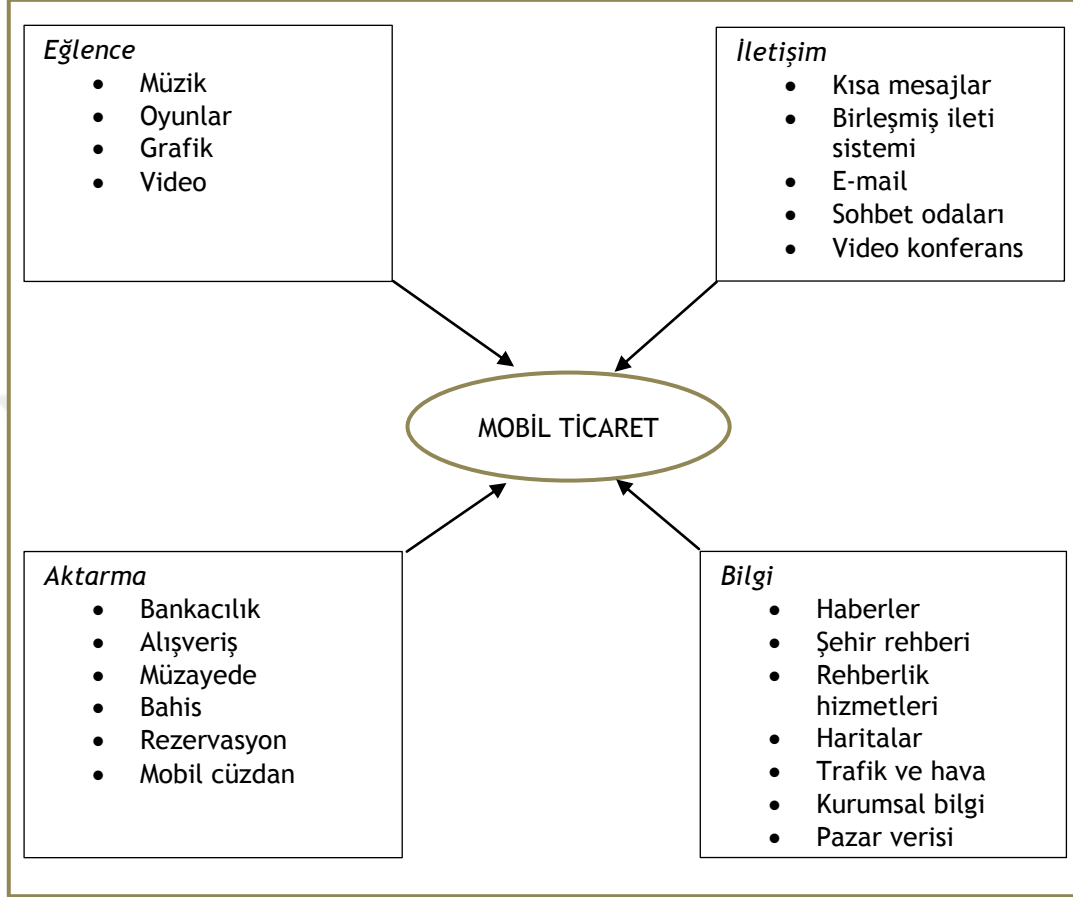 Eğlence
• Müzik
• Oyunlar
• Grafik
• Video
İletişim
• Kısa mesajlar
• Birleşmiş ileti
sistemi
• E-mail
• Sohbet odaları
• Video konferans
MOBİL TİCARET
Aktarma
• Bankacılık
• Alışveriş
• Müzayede
• Bahis
• Rezervasyon
• Mobil cüzdan
Bilgi
• Haberler
• Şehir rehberi
• Rehberlik
hizmetleri
• Haritalar
• Trafik ve hava
• Kurumsal bilgi
• Pazar verisi